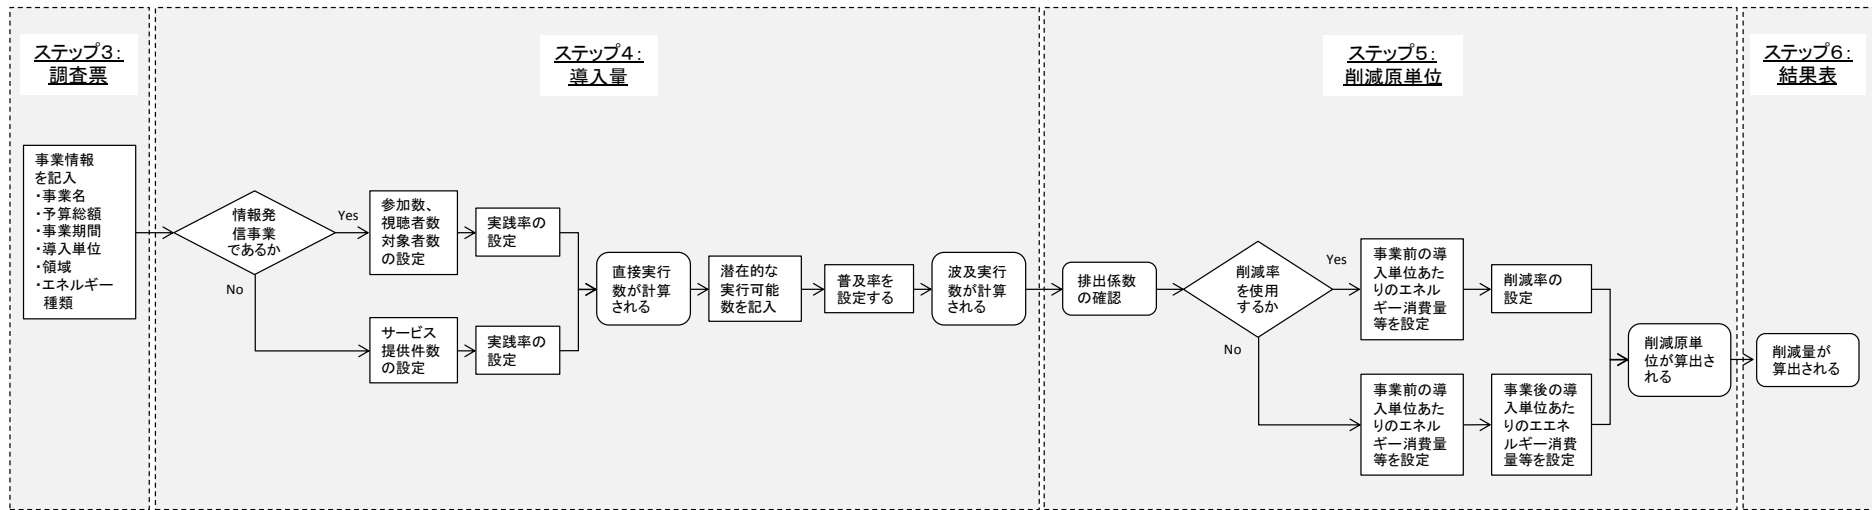 ステップ3：
調査票
事業情報
を記入
・事業名
・予算総額
・事業期間
・導入単位
・領域
・エネルギー
種類
ステップ4：
導入量
情報発
信事業
であるか
Yes
No
参加数、
視聴者数
対象者数
の設定
実践率の
設定
サービス
提供件数
の設定
実践率の
設定
直接実行
数が計算
される
潜在的な
実行可能
数を記入
普及率を
設定する
波及実行
数が計算
される
ステップ5：
削減原単位
排出係数
の確認
削減率
を使用
するか
Yes
No
事業前の導
入単位あた
りのエネル
ギー消費量
等を設定
削減率の
設定
事業前の導
入単位あた
りのエネル
ギー消費量
等を設定
事業後の導
入単位あた
りのエエネ
ルギー消費
量等を設定
削減原単
位が算出さ
れる
ステップ6：
結果表
削減量が
算出される